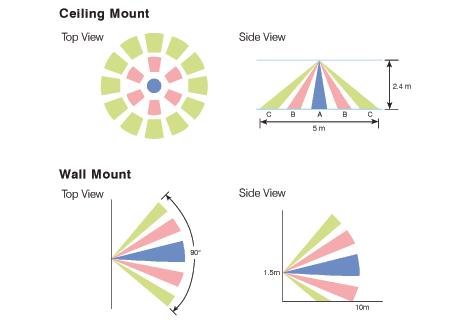 Ceiling Mount
Top View
Side View
2.4 m
C B A B C
5 m
Wall Mount
Top View
Side View
90°
1.5m
10m